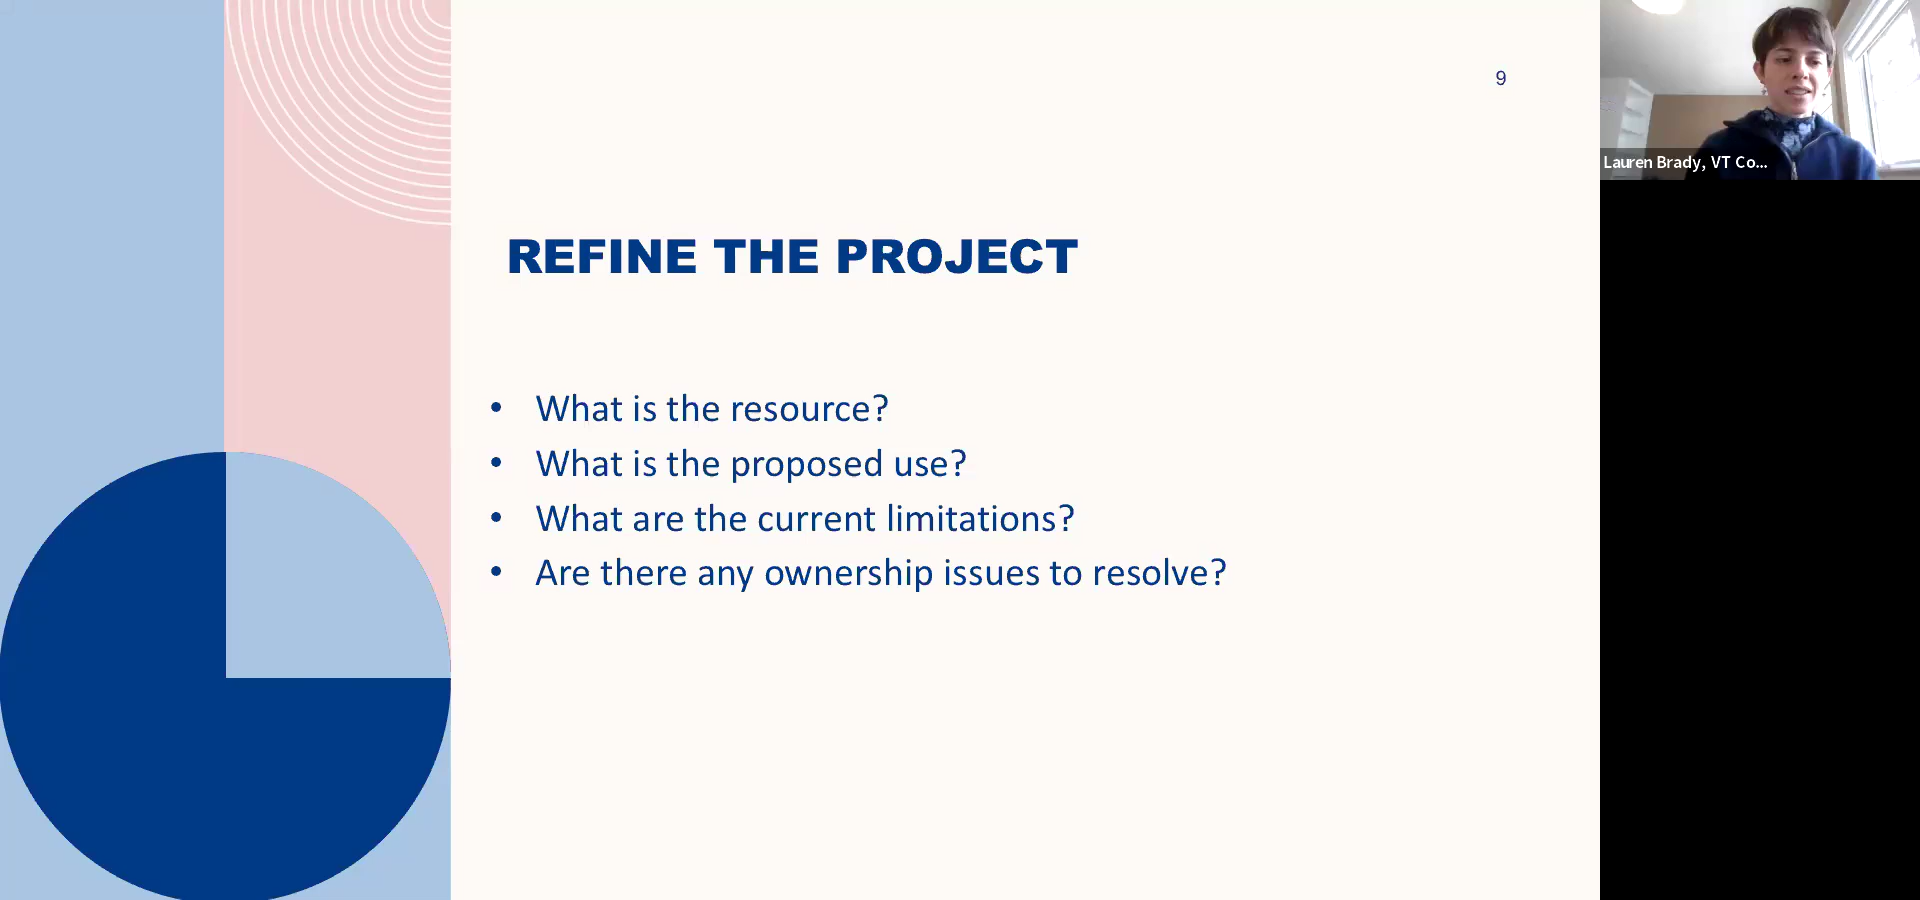 9
Lauren Brady, VT Co...
REFINE THE PROJECT
• What is the resource?
• What is the proposed use?
• What are the current limitations?
• Are there any ownership issues to resolve?